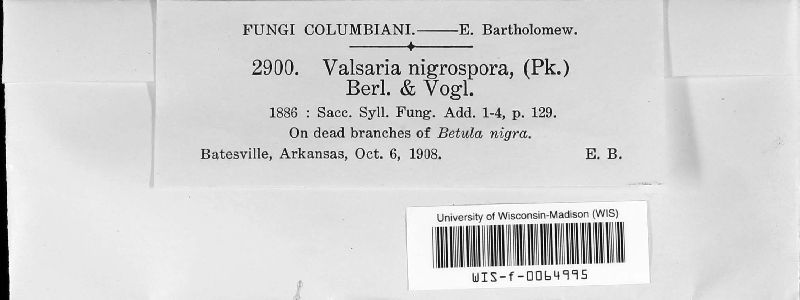 FUNGI COLUMBIANI.——E. Bartholomew.
2900. Valsaria nigrospora, (Pk.)
Berl. & Vogl.
1886 : Sacc. Syll. Fung. Add. 1-4, p. 129.
On dead branches of Betula nigra.
Batesville, Arkansas, Oct. 6, 1908. E. B.
University of Wisconsin-Madison (WIS)
WIS-f-0064995